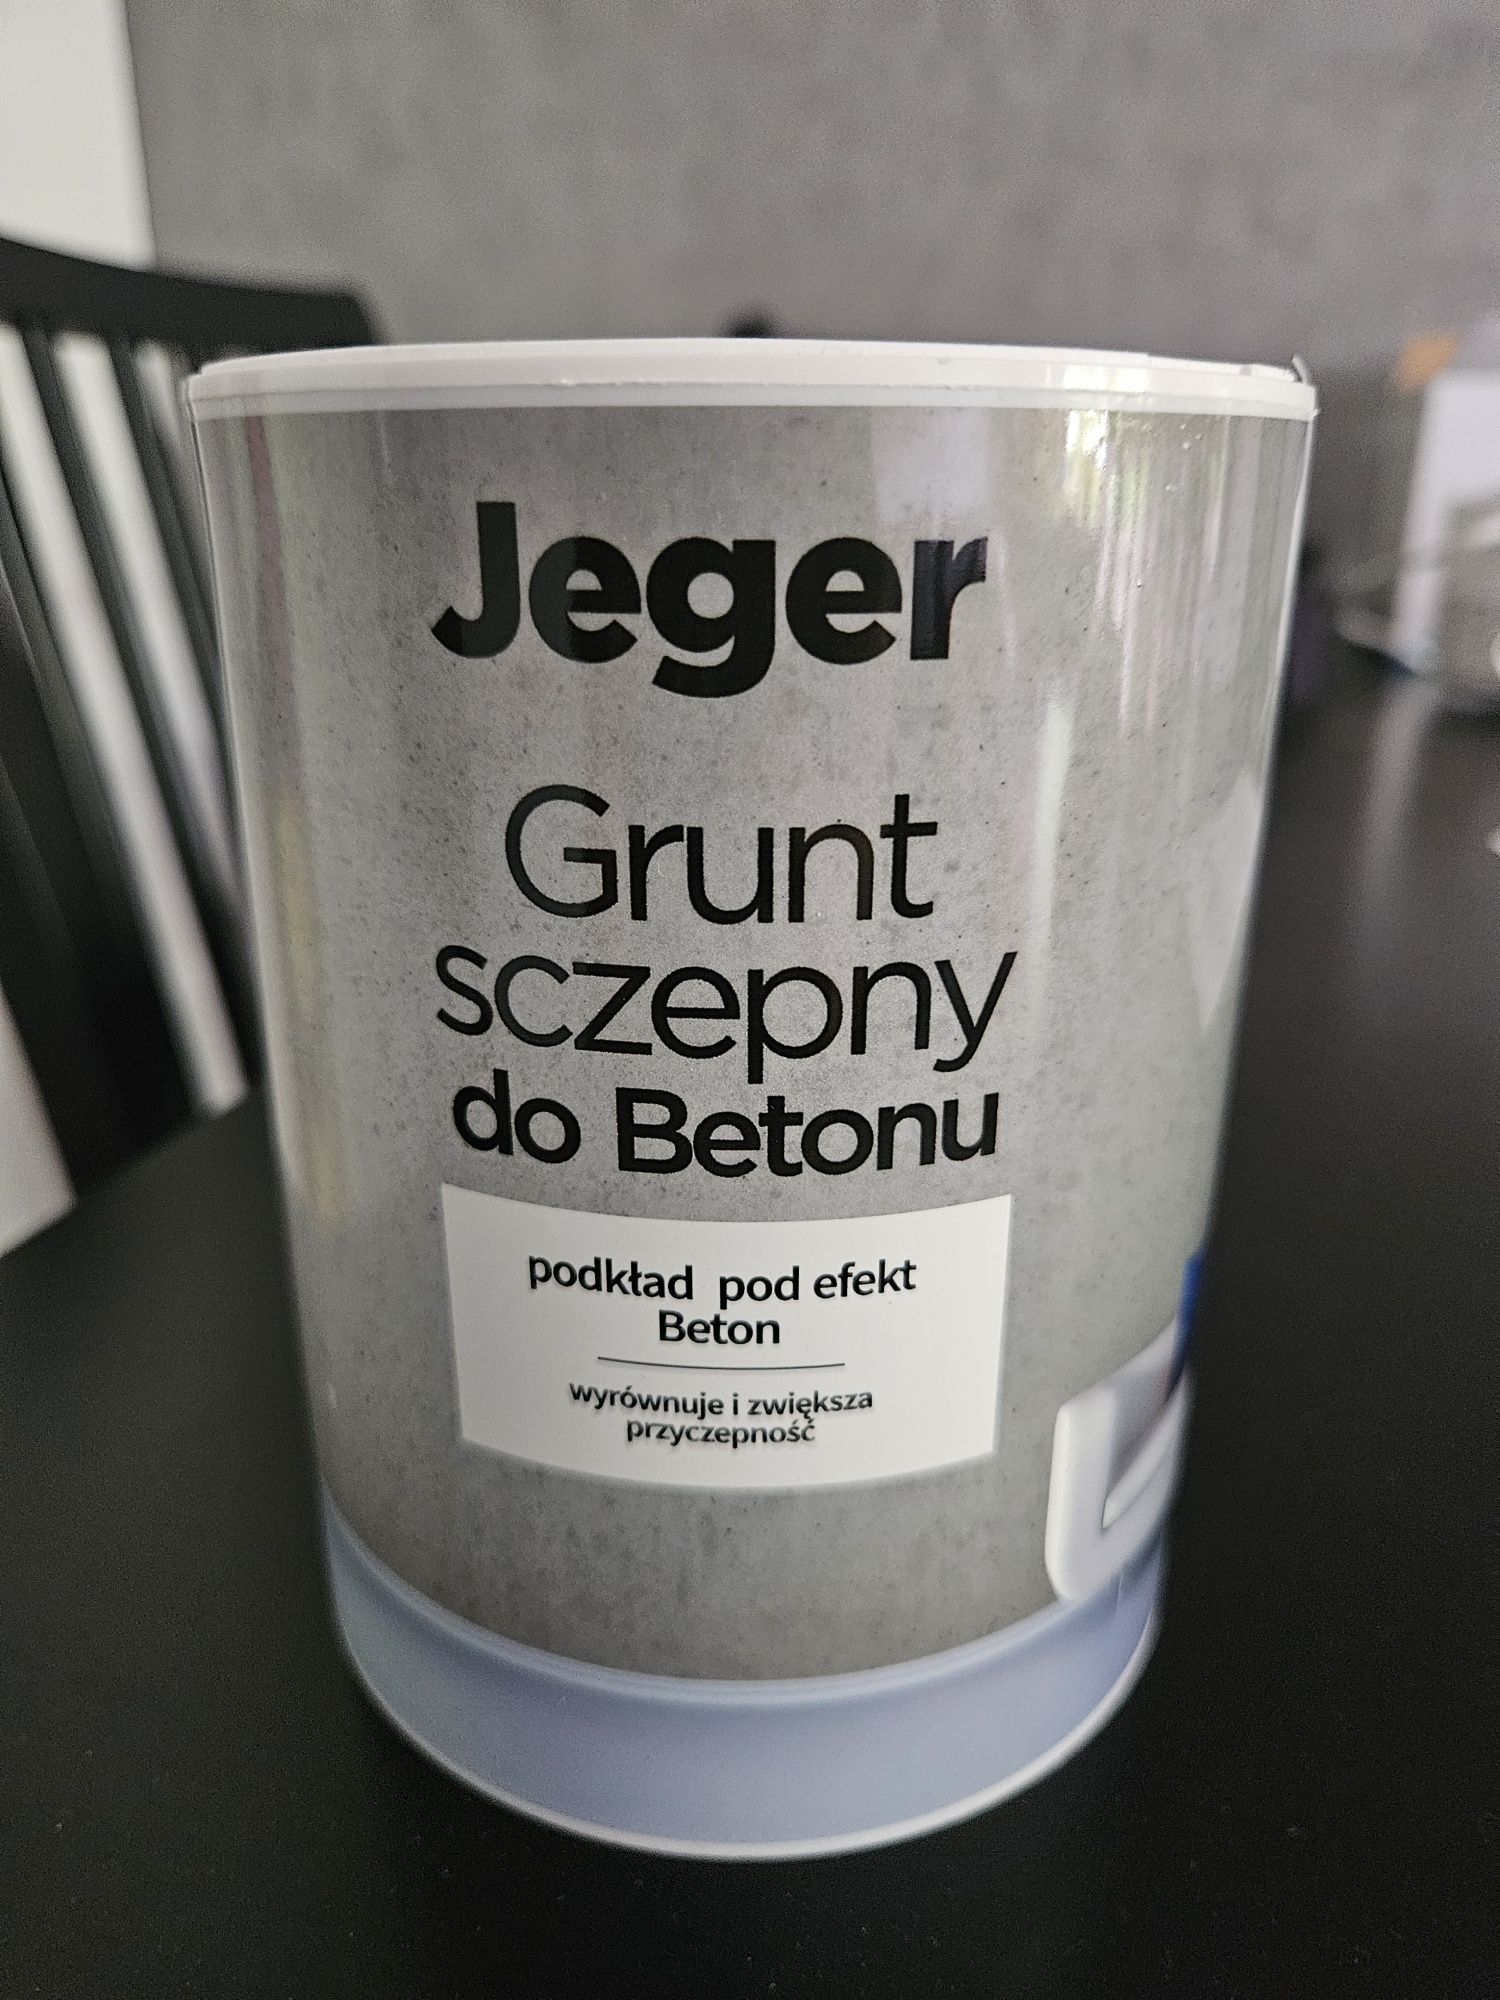 Jeger
Grunt
sczepny
do Betonu
podkład pod efekt
Beton
wyrównuje i zwiększa
przyczepność